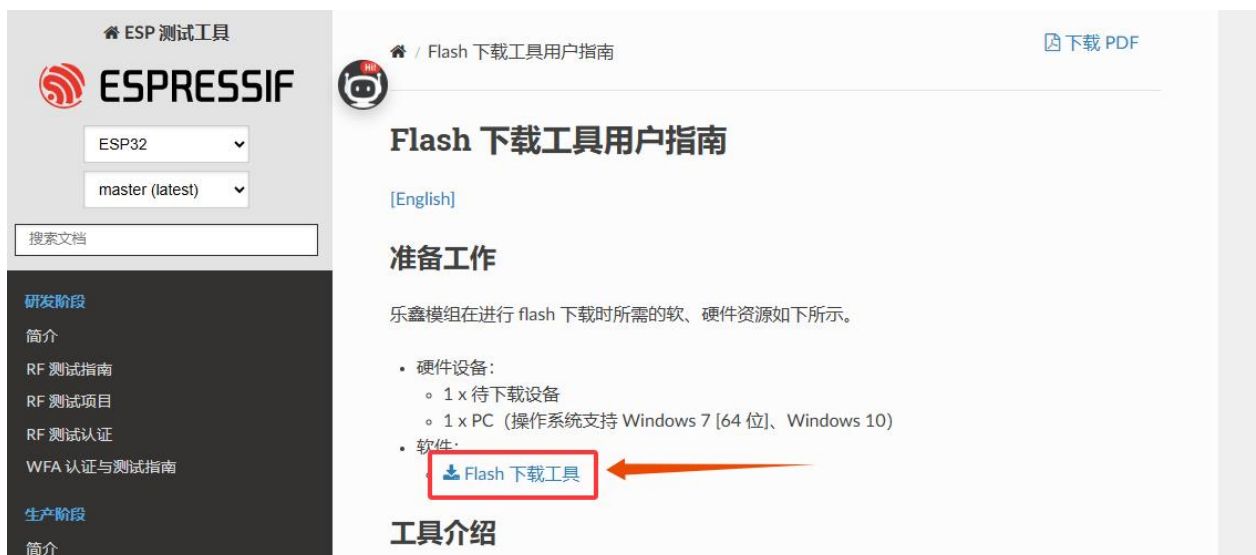 ESP 测试工具
ESPRESSIF
ESP32
master (latest)
搜索文档
研发阶段
简介
RF 测试指南
RF 测试项目
RF 测试认证
WFA 认证与测试指南
生产阶段
简介
Hi!
/ Flash 下载工具用户指南
下载 PDF
Flash 下载工具用户指南
[English]
准备工作
乐鑫模组在进行 flash 下载时所需的软、硬件资源如下所示。
• 硬件设备：
◦ 1 x 待下载设备
◦ 1 x PC（操作系统支持 Windows 7 [64 位]、Windows 10）
• 软件：
◦ Flash 下载工具
工具介绍